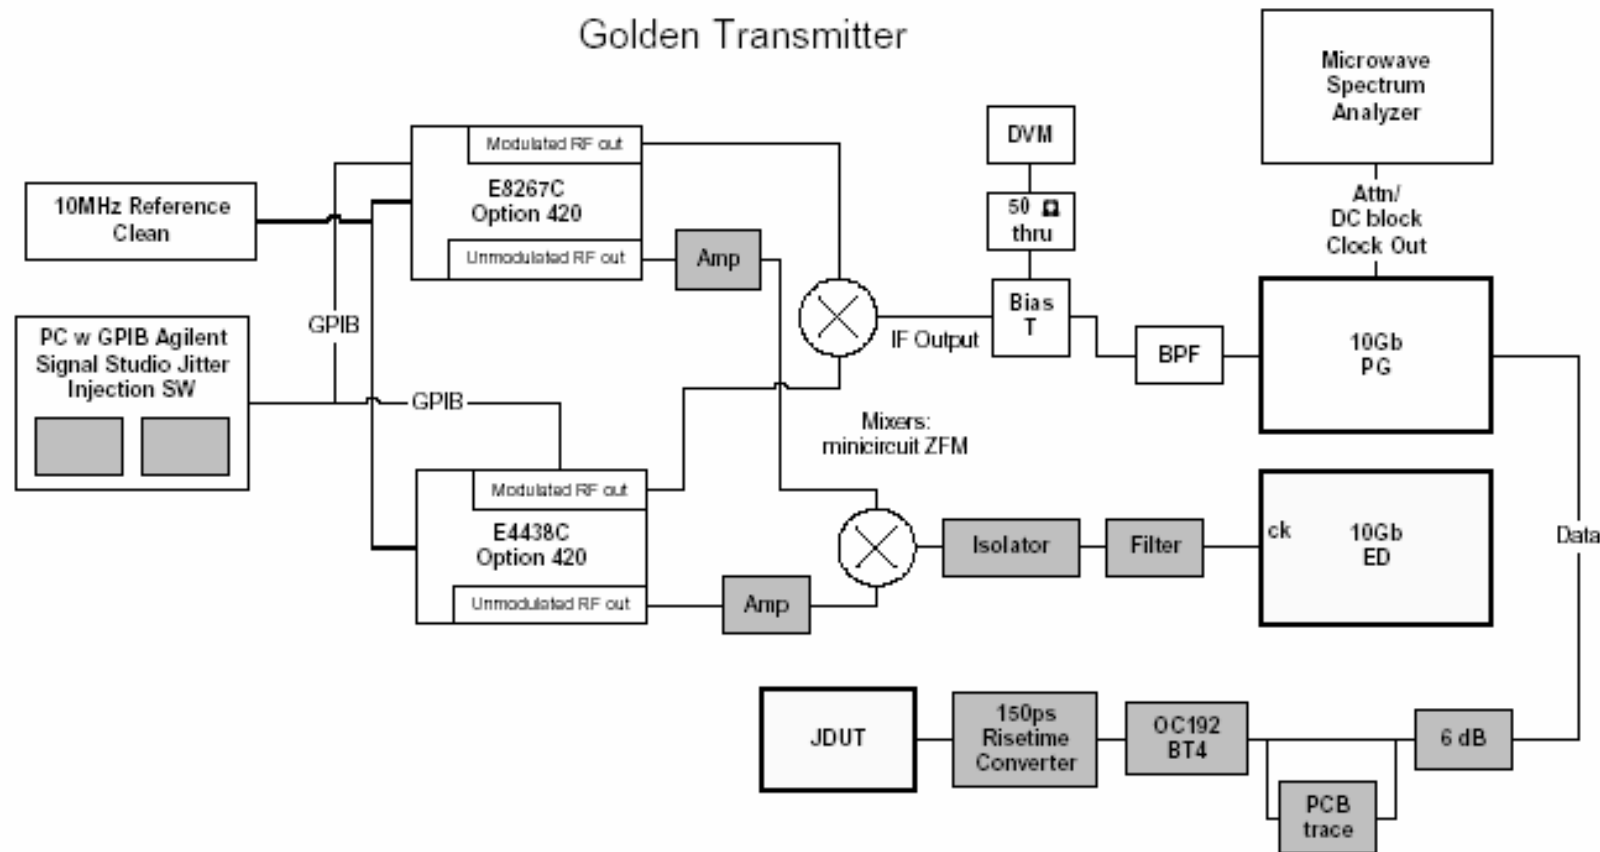 Golden Transmitter
Microwave
Spectrum
Analyzer
DVM
Modulated RF out
E8267C
Option 420
Unmodulated RF out
10MHz Reference
Clean
50 Ω
thru
Attn/
DC block
Clock Out
Amp
Bias
T
GPIB
PC w GPIB Agilent
Signal Studio Jitter
Injection SW
IF Output
BPF
10Gb
PG
GPIB
Mixers:
minicircuit ZFM
Modulated RF out
E4438C
Option 420
Unmodulated RF out
Amp
Isolator
Filter
ck
10Gb
ED
Data
JDUT
150ps
Risetime
Converter
OC192
BT4
6 dB
PCB
trace